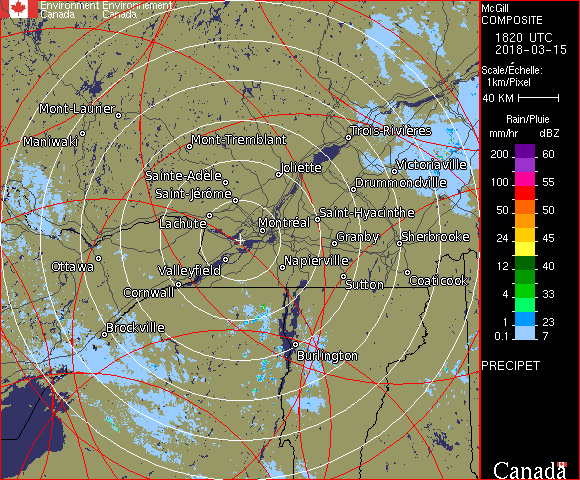 Environment Environnement
Canada Canada
McGill
COMPOSITE
1820 UTC
2018-03-15
Scale/Échelle:
1km/Pixel
40 KM
Rain/Pluie
mm/hr dBZ
200 60
100 55
50 50
24 45
12 40
4 33
1 23
0.1 7
PRECIPET
Canada
Mont-Laurier
Maniwaki
Mont-Tremblant
Trois-Rivières
Sainte-Adèle
Joliette
Victoriaville
Saint-Jérôme
Drummondville
Lachute
Montréal
Saint-Hyacinthe
Granby
Sherbrooke
Ottawa
Valleyfield
Napierville
Cornwall
Sutton
Coaticook
Brockville
Burlington